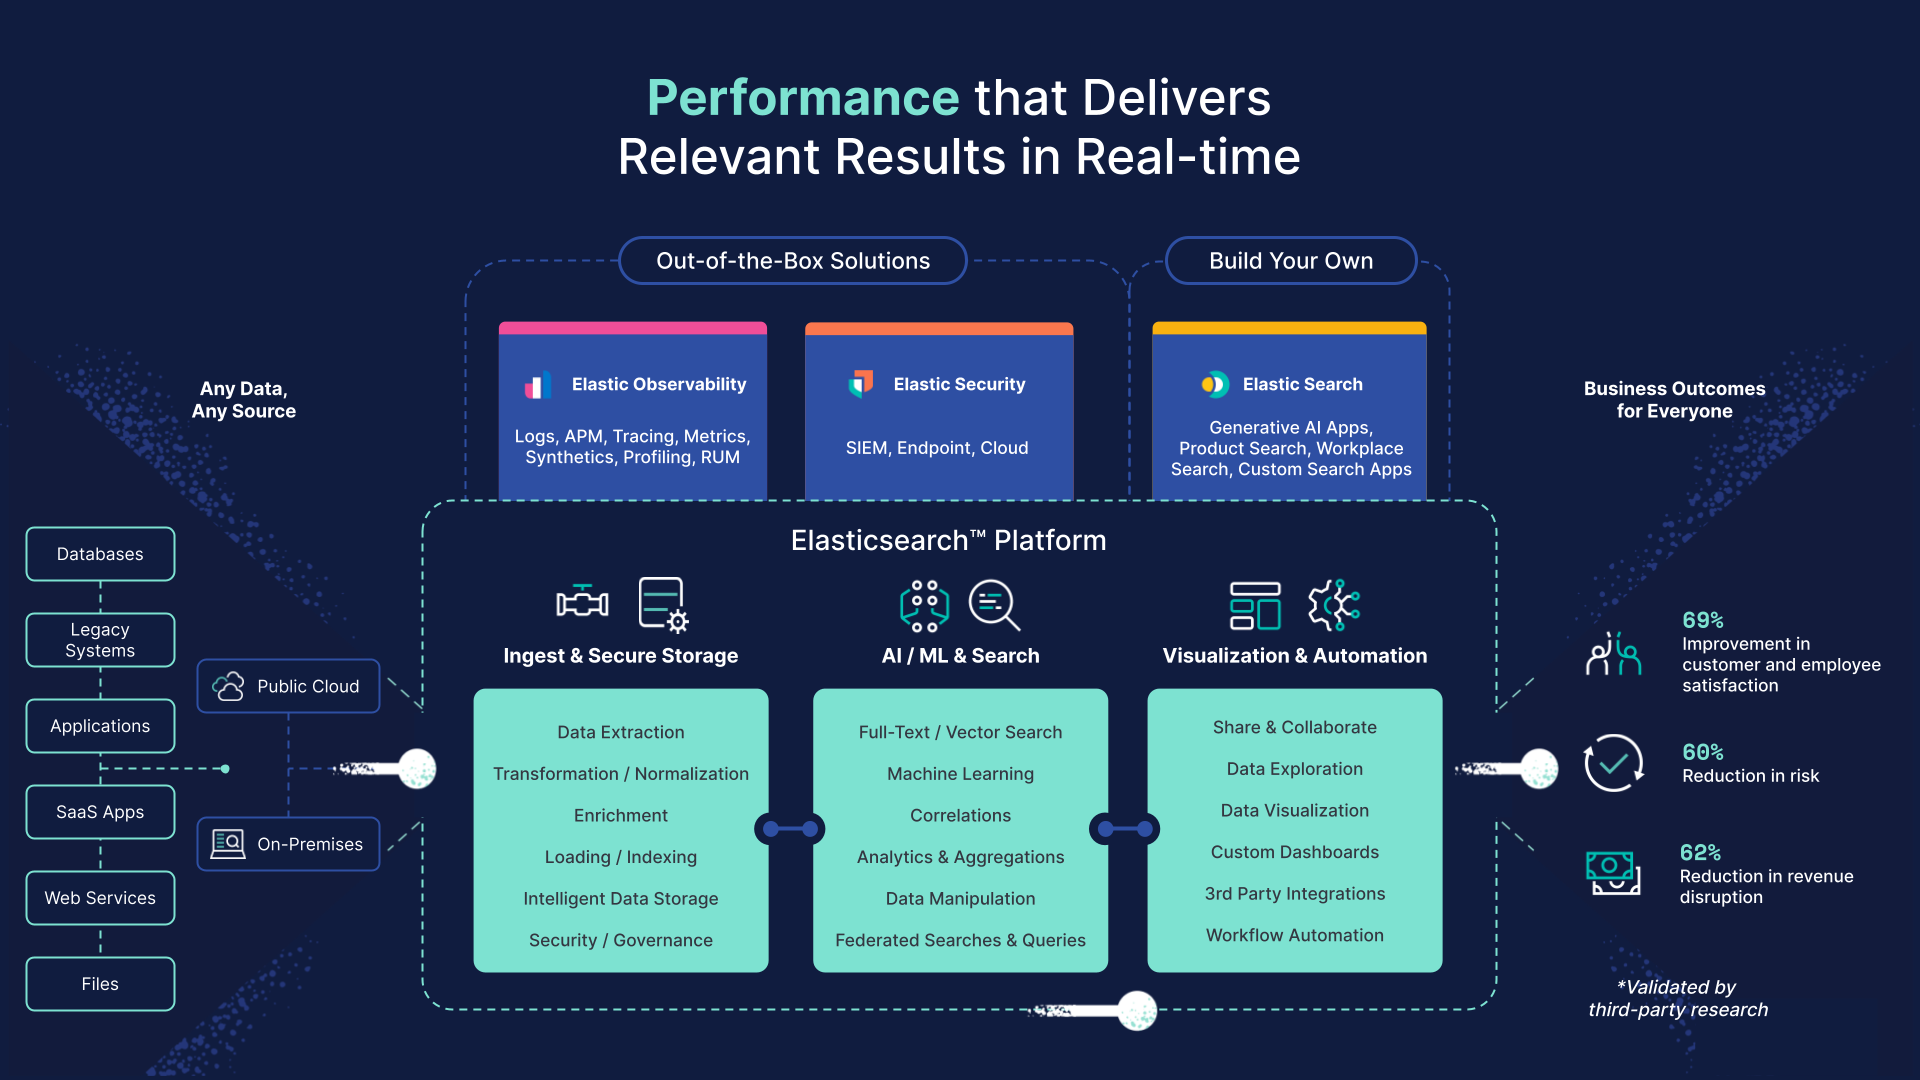 Performance that Delivers
Relevant Results in Real-time
Out-of-the-Box Solutions
Build Your Own
Elastic Observability
Logs, APM, Tracing, Metrics,
Synthetics, Profiling, RUM
Elastic Security
SIEM, Endpoint, Cloud
Elastic Search
Generative AI Apps,
Product Search, Workplace
Search, Custom Search Apps
Any Data,
Any Source
Databases
Legacy
Systems
Applications
SaaS Apps
Web Services
Files
Public Cloud
On-Premises
Elasticsearch™ Platform
Ingest & Secure Storage
Data Extraction
Transformation / Normalization
Enrichment
Loading / Indexing
Intelligent Data Storage
Security / Governance
AI / ML & Search
Full-Text / Vector Search
Machine Learning
Correlations
Analytics & Aggregations
Data Manipulation
Federated Searches & Queries
Visualization & Automation
Share & Collaborate
Data Exploration
Data Visualization
Custom Dashboards
3rd Party Integrations
Workflow Automation
Business Outcomes
for Everyone
69%
Improvement in
customer and employee
satisfaction
60%
Reduction in risk
62%
Reduction in revenue
disruption
*Validated by
third-party research